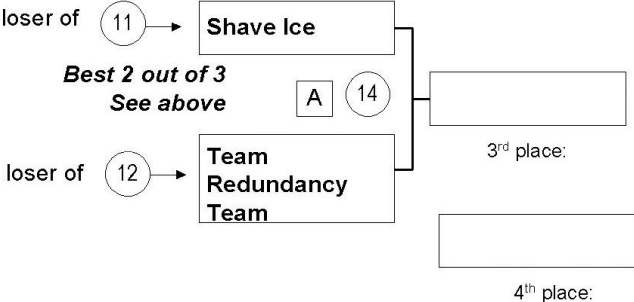 loser of 11 Shave Ice
Best 2 out of 3
See above
A 14
3rd place:
loser of 12
Team
Redundancy
Team
4th place: